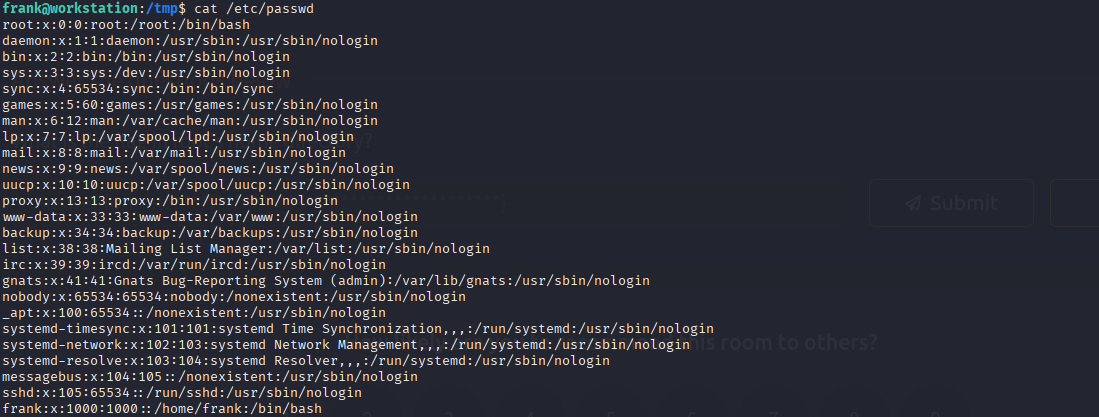 frank@workstation:/tmp$ cat /etc/passwd
root:x:0:0:root:/root:/bin/bash
daemon:x:1:1:daemon:/usr/sbin:/usr/sbin/nologin
bin:x:2:2:bin:/bin:/usr/sbin/nologin
sys:x:3:3:sys:/dev:/usr/sbin/nologin
sync:x:4:65534:sync:/bin:/bin/sync
games:x:5:60:games:/usr/games:/usr/sbin/nologin
man:x:6:12:man:/var/cache/man:/usr/sbin/nologin
lp:x:7:7:lp:/var/spool/lpd:/usr/sbin/nologin
mail:x:8:8:mail:/var/mail:/usr/sbin/nologin
news:x:9:9:news:/var/spool/news:/usr/sbin/nologin
uucp:x:10:10:uucp:/var/spool/uucp:/usr/sbin/nologin
proxy:x:13:13:proxy:/bin:/usr/sbin/nologin
www-data:x:33:33:www-data:/var/www:/usr/sbin/nologin
Submit
backup:x:34:34:backup:/var/backups:/usr/sbin/nologin
list:x:38:38:Mailing List Manager:/var/list:/usr/sbin/nologin
irc:x:39:39:ircd:/var/run/ircd:/usr/sbin/nologin
gnats:x:41:41:Gnats Bug-Reporting System (admin):/var/lib/gnats:/usr/sbin/nologin
nobody:x:65534:65534:nobody:/nonexistent:/usr/sbin/nologin
_apt:x:100:65534::/nonexistent:/usr/sbin/nologin
systemd-timesync:x:101:101:systemd Time Synchronization,,,:/run/systemd:/usr/sbin/nologin
systemd-network:x:102:103:systemd Network Management,,,:/run/systemd:/usr/sbin/nologin
room to others?
systemd-resolve:x:103:104:systemd Resolver,,,:/run/systemd:/usr/sbin/nologin
messagebus:x:104:105::/nonexistent:/usr/sbin/nologin
sshd:x:105:65534::/run/sshd:/usr/sbin/nologin
frank:x:1000:1000::/home/frank:/bin/bash